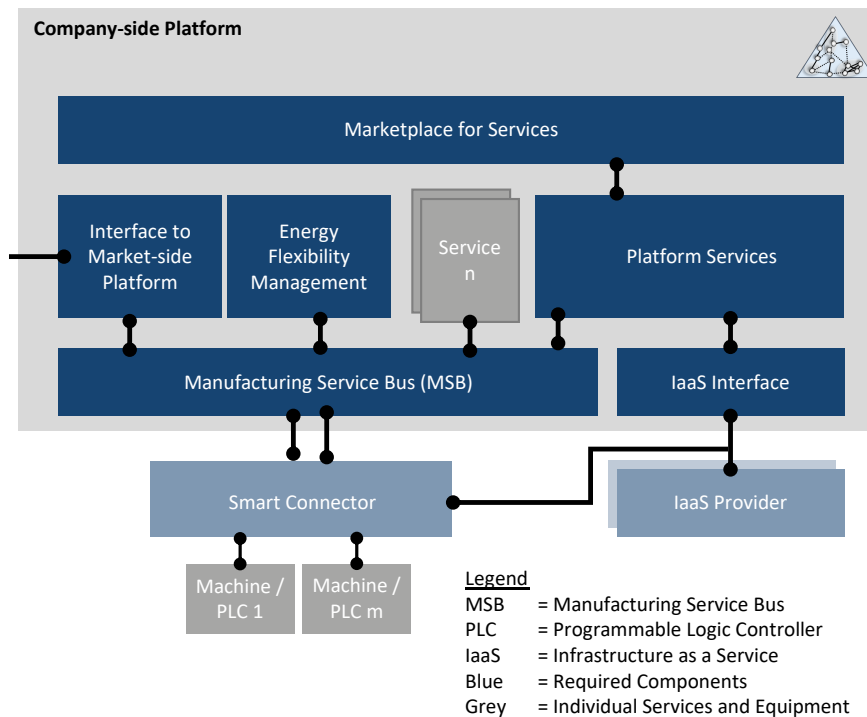 Company-side Platform
Marketplace for Services
Interface to
Market-side
Platform
Energy
Flexibility
Management
Service
n
Platform Services
Manufacturing Service Bus (MSB)
IaaS Interface
Smart Connector
IaaS Provider
Machine /
PLC 1
Machine /
PLC m
Legend
MSB = Manufacturing Service Bus
PLC = Programmable Logic Controller
IaaS = Infrastructure as a Service
Blue = Required Components
Grey = Individual Services and Equipment